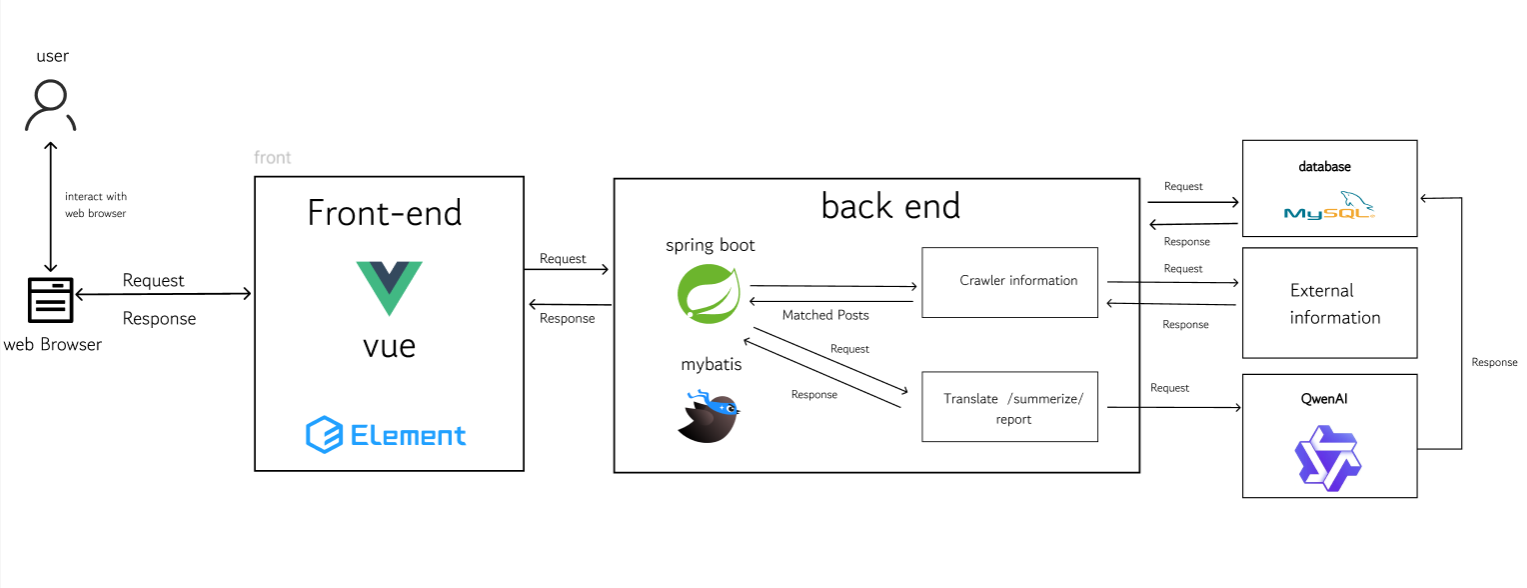 user
interact with
web browser
web Browser
Request
Response
front
Front-end
vue
Element
Request
Response
back end
spring boot
mybatis
Matched Posts
Request
Response
Crawler information
Translate /summerize/
report
Request
Response
database
MySQL
Request
Response
External
information
Request
QwenAI
Response